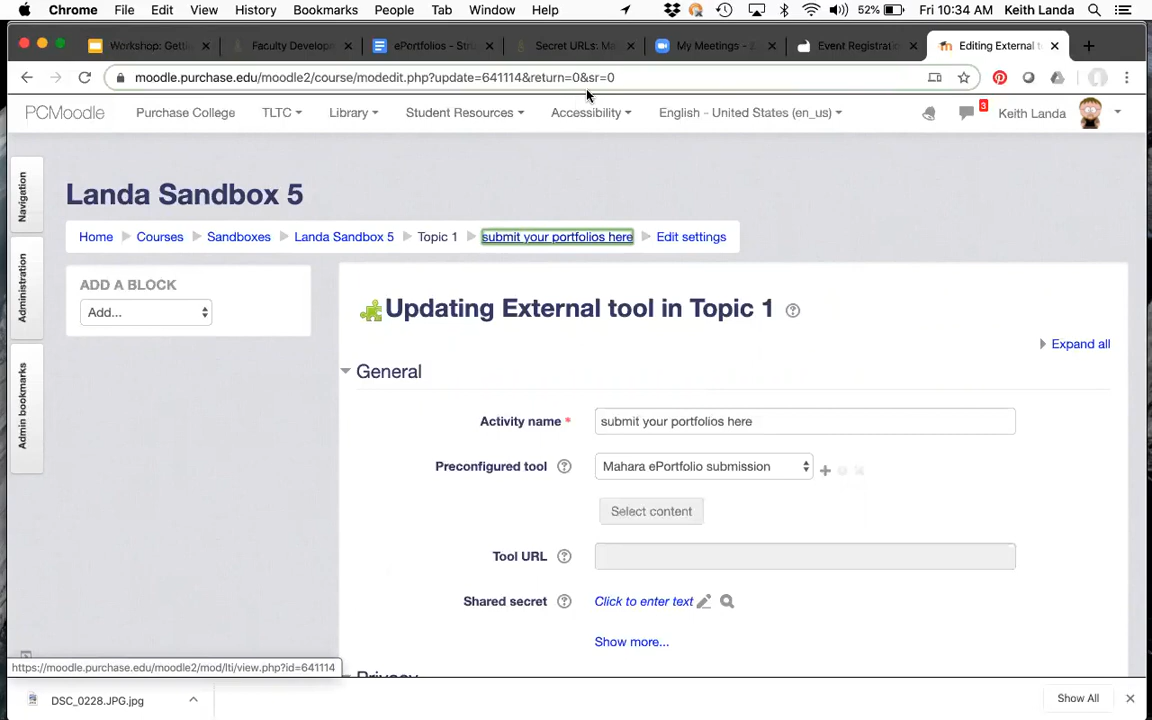 Chrome File Edit View History Bookmarks People Tab Window Help 52% Fri 10:34 AM Keith Landa
Workshop: Getti Faculty Develop ePortfolios - Stru Secret URLs: Ma My Meetings - Z Event Registrati Editing External t
moodle.purchase.edu/moodle2/course/modedit.php?update=641114&return=0&sr=0
PCMoodle Purchase College TLTC Library Student Resources Accessibility English - United States (en_us) 3 Keith Landa
Navigation
Administration
Admin bookmarks
Landa Sandbox 5
Home Courses Sandboxes Landa Sandbox 5 Topic 1 submit your portfolios here Edit settings
ADD A BLOCK
Add...
Updating External tool in Topic 1
Expand all
General
Activity name * submit your portfolios here
Preconfigured tool Mahara ePortfolio submission
Select content
Tool URL
Shared secret Click to enter text
Show more...
Privacy
https://moodle.purchase.edu/moodle2/mod/lti/view.php?id=641114
DSC_0228.JPG.jpg Show All